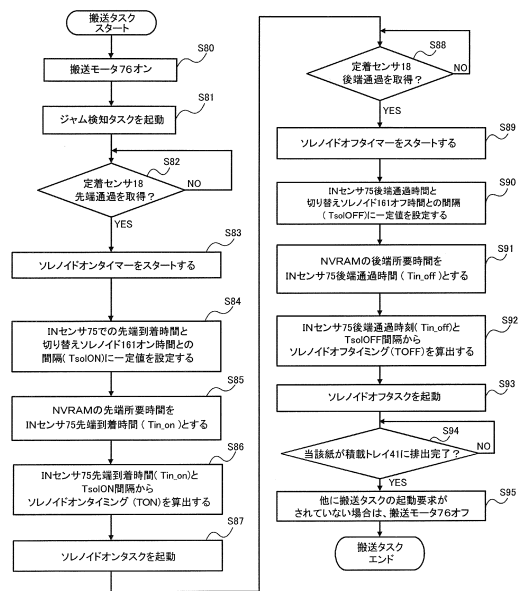 搬送タスク
スタート
S80
搬送モータ76オン
S81
ジャム検知タスクを起動
S82
定着センサ18
先端通過を取得?
NO
YES
S83
ソレノイドオンタイマーをスタートする
S84
INセンサ75での先端到着時間と
切り替えソレノイド161オン時間との
間隔(TsolON)に一定値を設定する
S85
NVRAMの先端所要時間を
INセンサ75先端到着時間(Tin_on)とする
S86
INセンサ75先端到着時間(Tin_on)と
TsolON間隔から
ソレノイドオンタイミング(TON)を算出する
S87
ソレノイドオンタスクを起動
S88
定着センサ18
後端通過を取得?
NO
YES
S89
ソレノイドオフタイマーをスタートする
S90
INセンサ75後端通過時間と
切り替えソレノイド161オフ時間との間隔
(TsolOFF)に一定値を設定する
S91
NVRAMの後端所要時間を
INセンサ75後端通過時間(Tin_off)とする
S92
INセンサ75後端通過時刻(Tin_off)と
TsolOFF間隔から
ソレノイドオフタイミング(TOFF)を算出する
S93
ソレノイドオフタスクを起動
S94
当該紙が積載トレイ41に排出完了?
NO
YES
S95
他に搬送タスクの起動要求が
されていない場合は、搬送モータ76オフ
搬送タスク
エンド